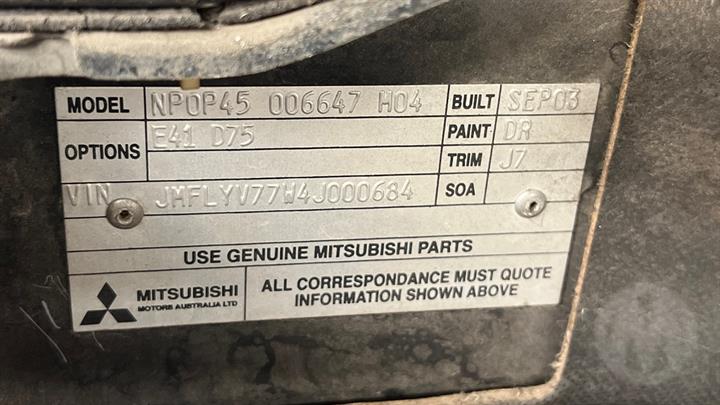 MODEL NP0P45 006647 H04 BUILT SEP03
OPTIONS E41 D75 PAINT DR
TRIM J7
VIN JMFLYV77W4J000684 SOA
USE GENUINE MITSUBISHI PARTS
MITSUBISHI
MOTORS AUSTRALIA LTD
ALL CORRESPONDANCE MUST QUOTE
INFORMATION SHOWN ABOVE